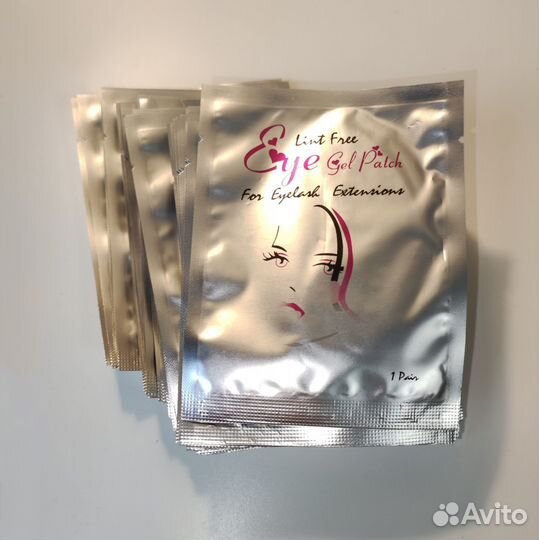 Lint Free
Eye Gel Patch
For Eyelash Extensions
1 Pair
Avito